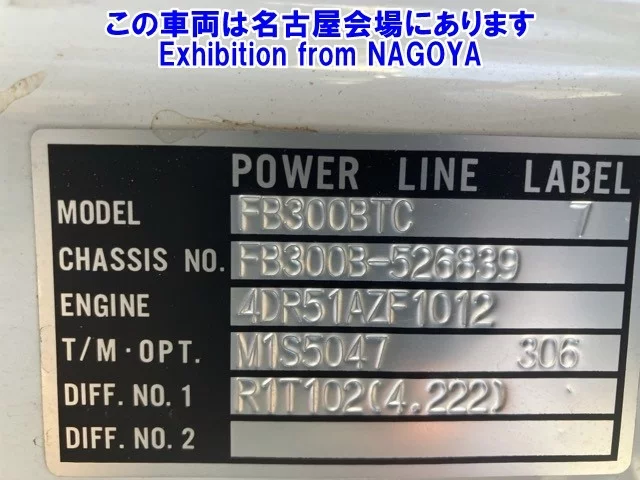 この車両は名古屋会場にあります
Exhibition from NAGOYA
POWER LINE LABEL
MODEL FB300BTC 7
CHASSIS NO. FB300B-526839
ENGINE 4DR51AZF1012
T/M·OPT. M1S5047 306
DIFF. NO. 1 R1T102(4.222)
DIFF. NO. 2